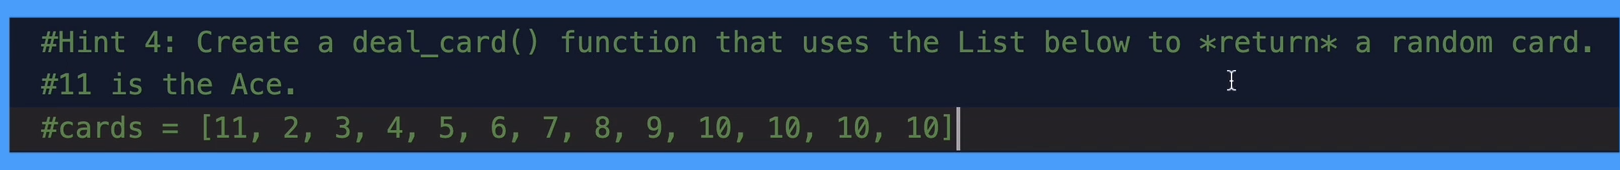 #Hint 4: Create a deal_card() function that uses the List below to *return* a random card.
#11 is the Ace.
#cards = [11, 2, 3, 4, 5, 6, 7, 8, 9, 10, 10, 10, 10]